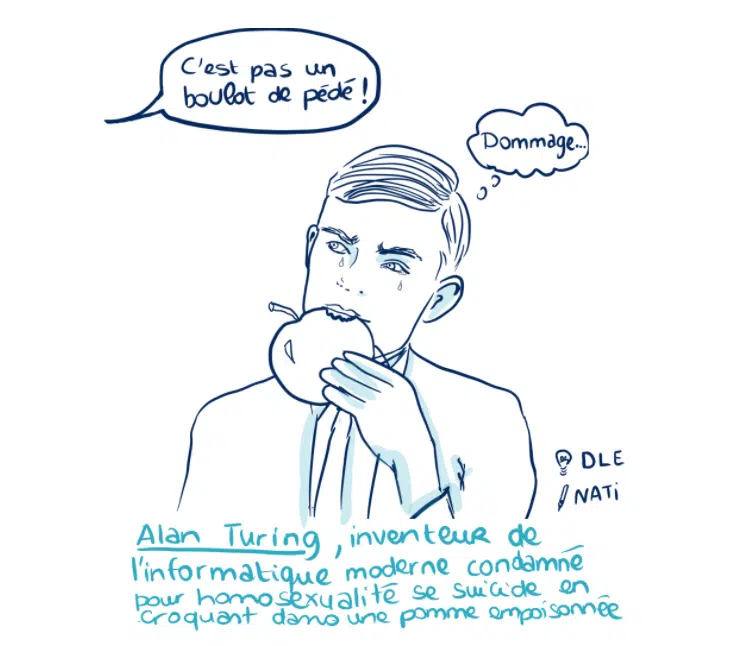 C'est pas un
boulot de pédé !
Dommage...
DLE
NATi
Alan Turing, inventeur de
l'informatique moderne condamné
pour homosexualité se suicide en
croquant dans une pomme empoisonnée